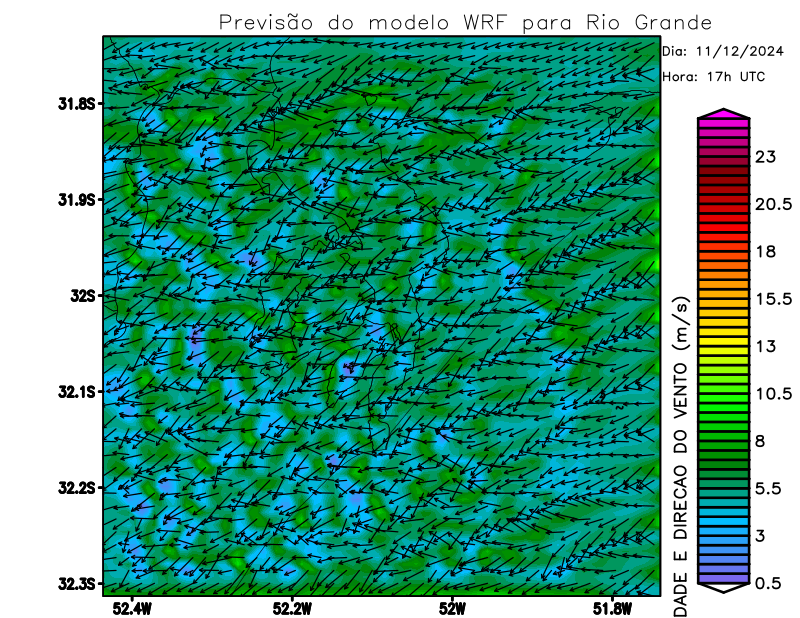 Previsão do modelo WRF para Rio Grande
Dia: 11/12/2024
Hora: 17h UTC
31.8S
31.9S
32S
32.1S
32.2S
32.3S
52.4W
52.2W
52W
51.8W
23
20.5
18
15.5
13
10.5
8
5.5
3
0.5
DADE E DIRECAO DO VENTO (m/s)